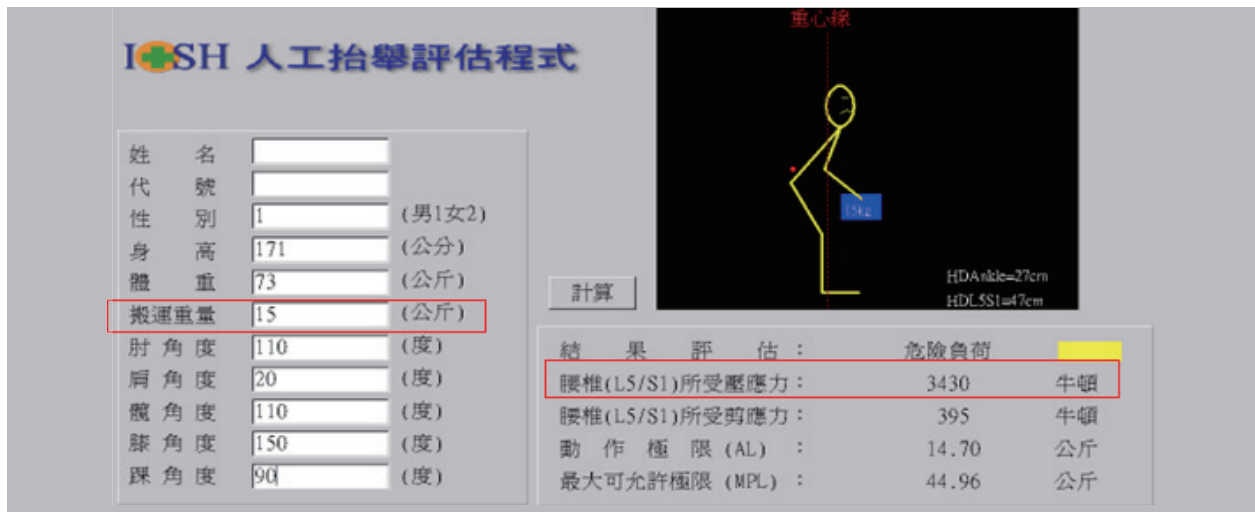 IOSH 人工抬舉評估程式
姓 名
代 號
性 別 1 (男1女2)
身 高 171 (公分)
體 重 73 (公斤)
搬運重量 15 (公斤)
肘 角 度 110 (度)
肩 角 度 20 (度)
髖 角 度 110 (度)
膝 角 度 150 (度)
踝 角 度 90 (度)
計算
重心線
15kg
HDAnkle=27cm
HDL5S1=47cm
結 果 評 估 : 危險負荷
腰椎(L5/S1)所受壓應力: 3430 牛頓
腰椎(L5/S1)所受剪應力: 395 牛頓
動 作 極 限 (AL) : 14.70 公斤
最大可允許極限 (MPL) : 44.96 公斤